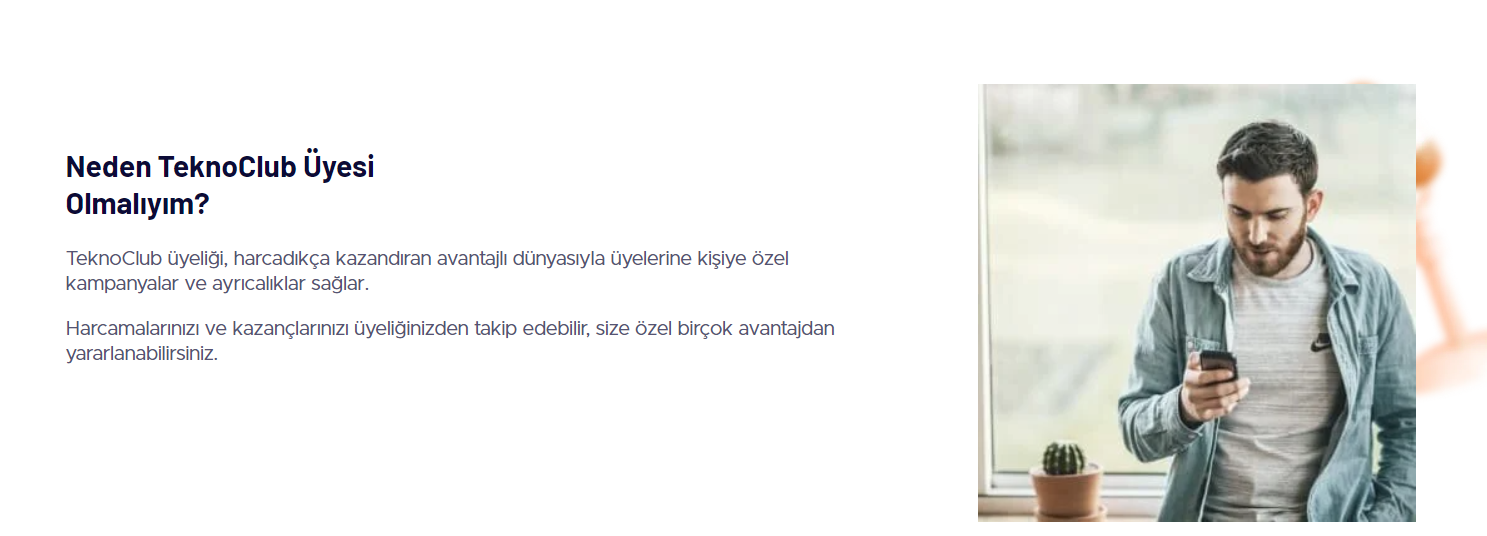 Neden TeknoClub Üyesi
Olmalıyım?
TeknoClub üyeliği, harcadıkça kazandıran avantajlı dünyasıyla üyelerine kişiye özel
kampanyalar ve ayrıcalıklar sağlar.
Harcamalarınızı ve kazançlarınızı üyeliğinizden takip edebilir, size özel birçok avantajdan
yararlanabilirsiniz.